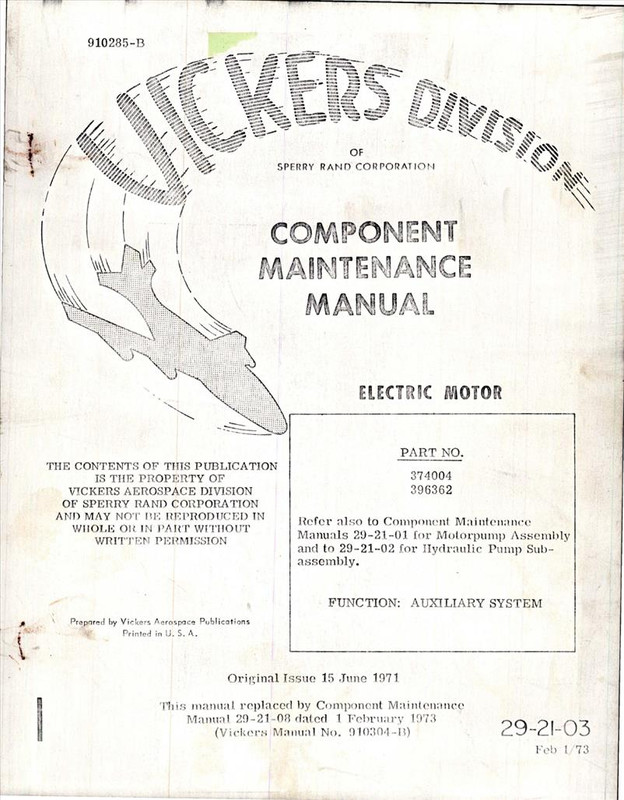 910285-B
VICKERS DIVISION
OF
SPERRY RAND CORPORATION
COMPONENT
MAINTENANCE
MANUAL
ELECTRIC MOTOR
PART NO.
374004
396362
Refer also to Component Maintenance
Manuals 29-21-01 for Motorpump Assembly
and to 29-21-02 for Hydraulic Pump Sub-
assembly.
FUNCTION: AUXILIARY SYSTEM
THE CONTENTS OF THIS PUBLICATION
IS THE PROPERTY OF
VICKERS AEROSPACE DIVISION
OF SPERRY RAND CORPORATION
AND MAY NOT BE REPRODUCED IN
WHOLE OR IN PART WITHOUT
WRITTEN PERMISSION
Prepared by Vickers Aerospace Publications
Printed in U. S. A.
Original Issue 15 June 1971
This manual replaced by Component Maintenance
Manual 29-21-08 dated 1 February 1973
(Vickers Manual No. 910304-B)
29-21-03
Feb 1/73